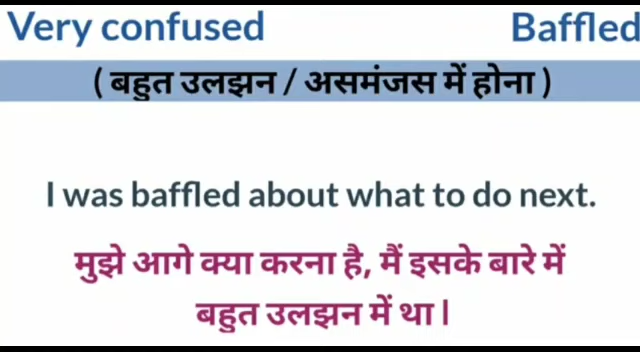 Very confused Baffled
( बहुत उलझन / असमंजस में होना )
I was baffled about what to do next.
मुझे आगे क्या करना है, मैं इसके बारे में
बहुत उलझन में था।